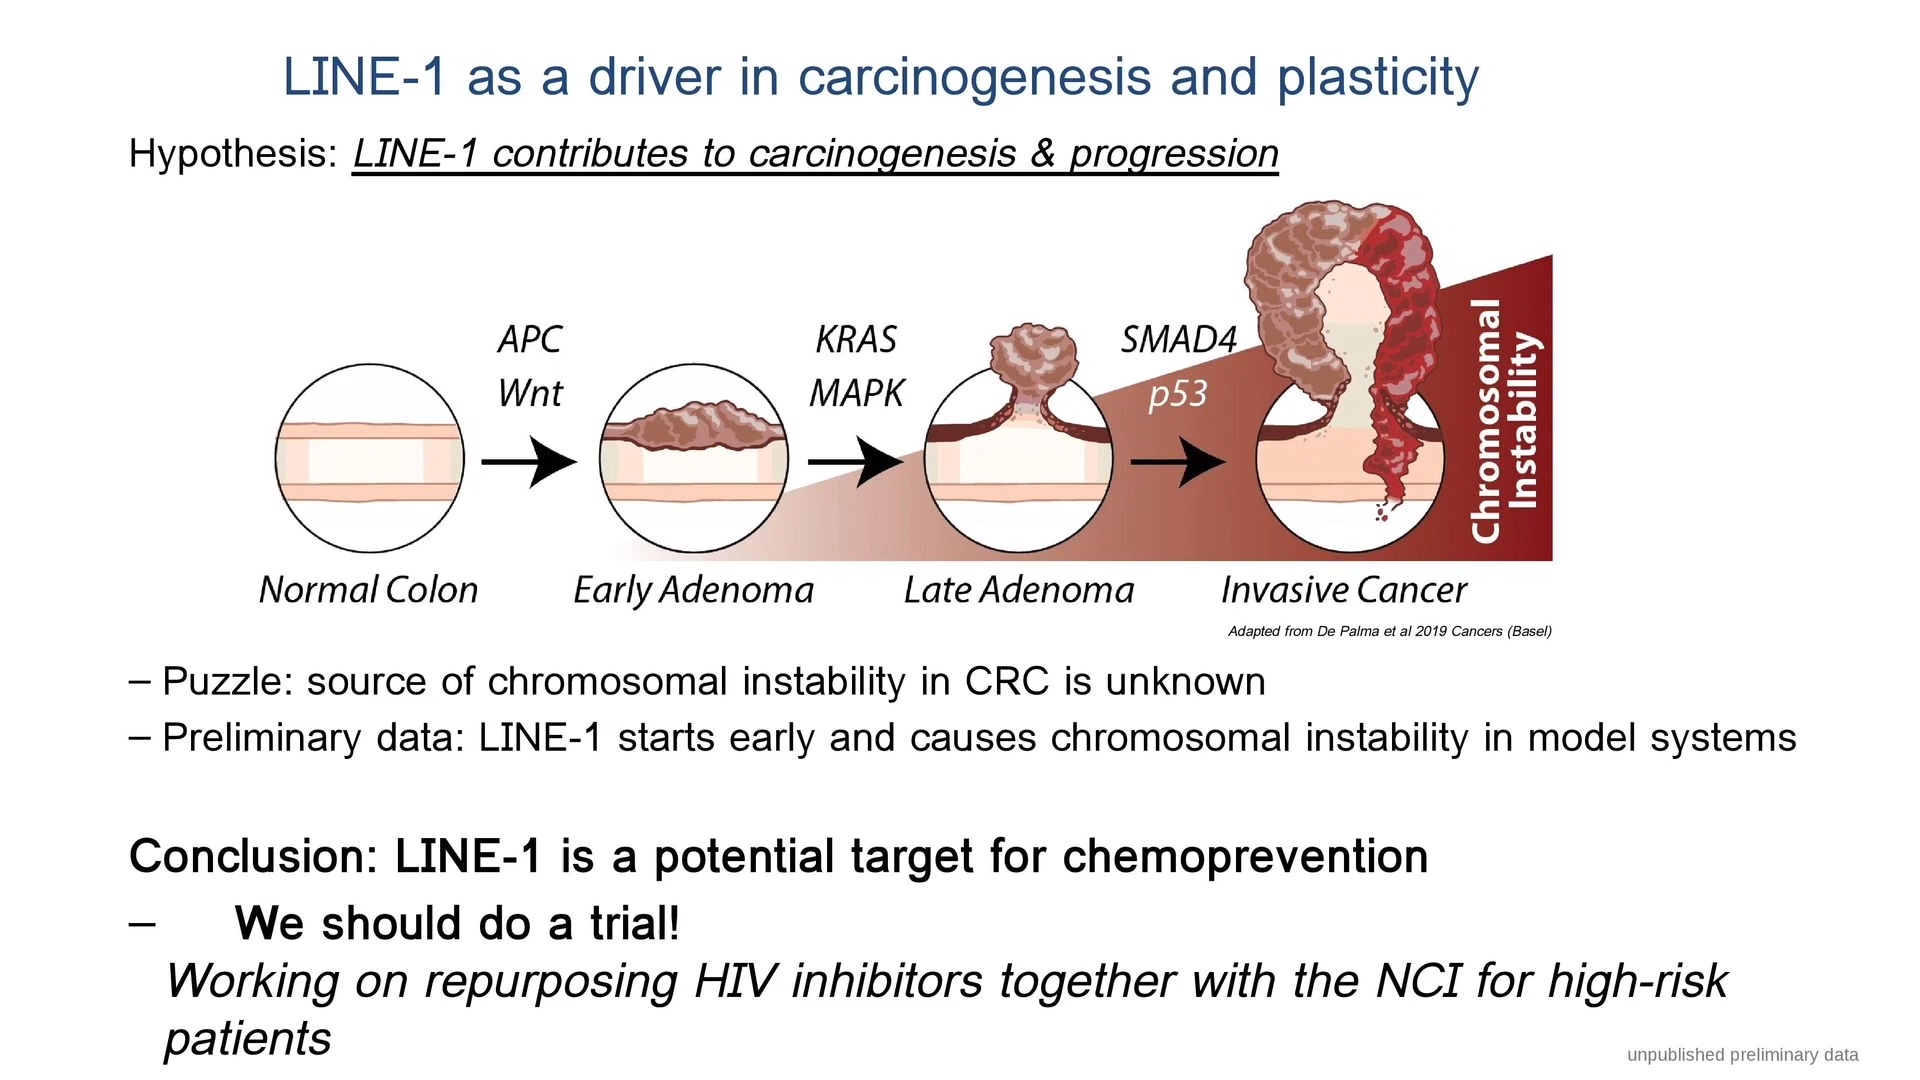 LINE-1 as a driver in carcinogenesis and plasticity
Hypothesis: LINE-1 contributes to carcinogenesis & progression
APC
Wnt
KRAS
MAPK
SMAD4
p53
Chromosomal
Instability
Normal Colon
Early Adenoma
Late Adenoma
Invasive Cancer
Adapted from De Palma et al 2019 Cancers (Basel)
– Puzzle: source of chromosomal instability in CRC is unknown
– Preliminary data: LINE-1 starts early and causes chromosomal instability in model systems
Conclusion: LINE-1 is a potential target for chemoprevention
– We should do a trial!
Working on repurposing HIV inhibitors together with the NCI for high-risk
patients
unpublished preliminary data